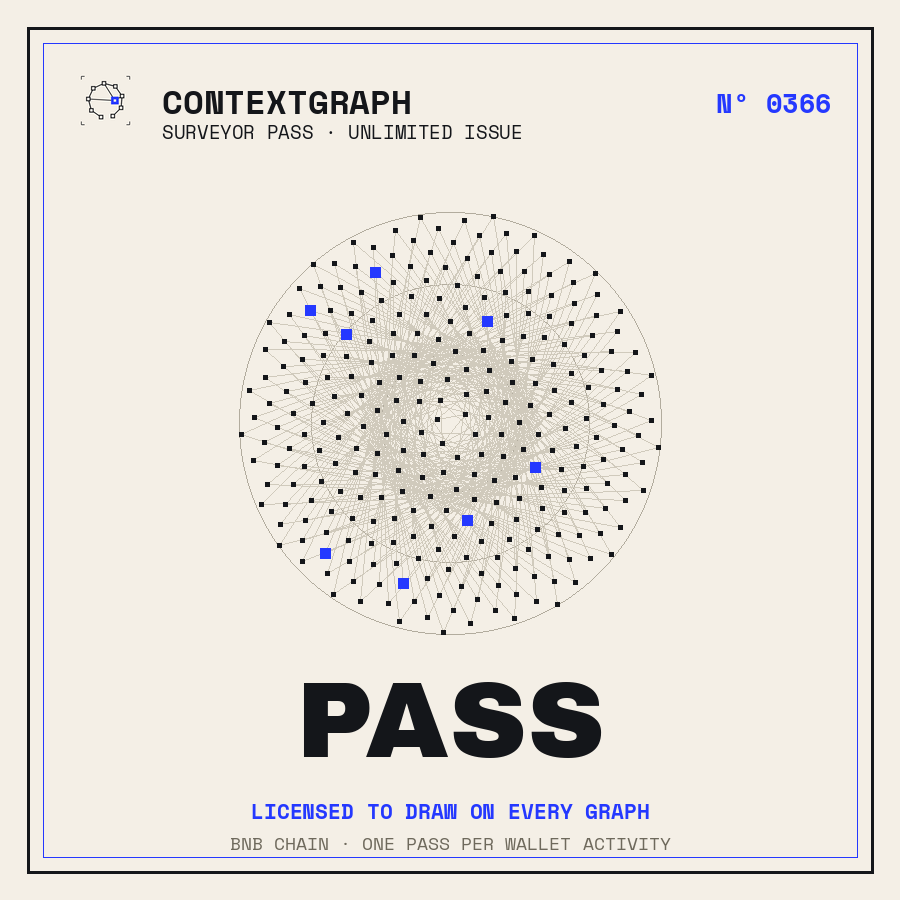 CONTEXTGRAPH
N° 0366
SURVEYOR PASS · UNLIMITED ISSUE
PASS
LICENSED TO DRAW ON EVERY GRAPH
BNB CHAIN · ONE PASS PER WALLET ACTIVITY